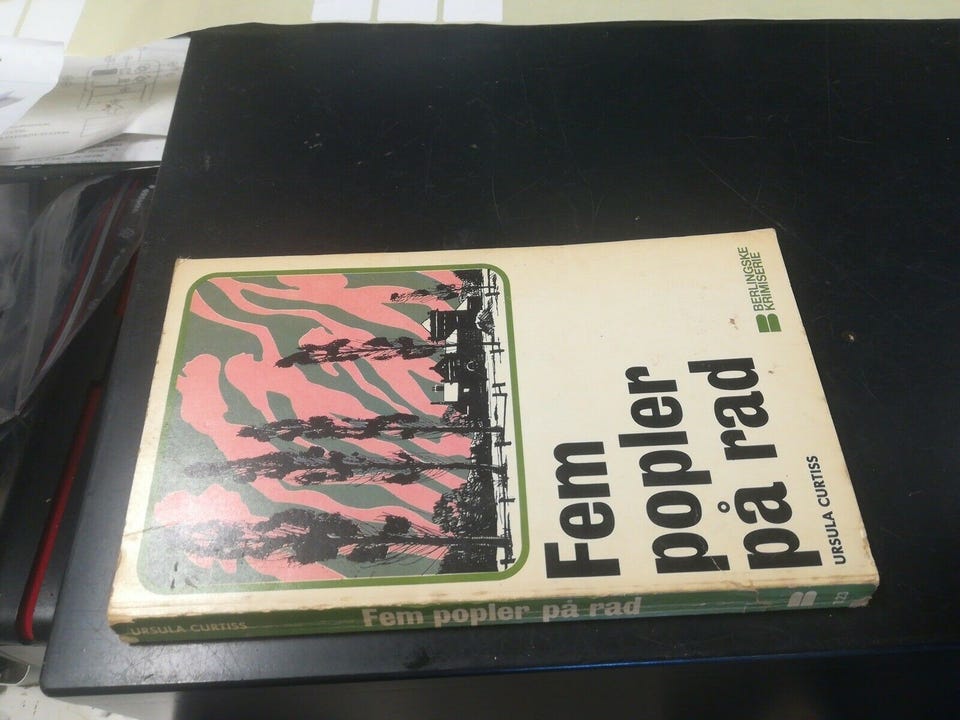 BERLINGSKE
KRIMISERIE
Fem
popler
på rad
URSULA CURTISS
URSULA CURTISS
Fem popler på rad